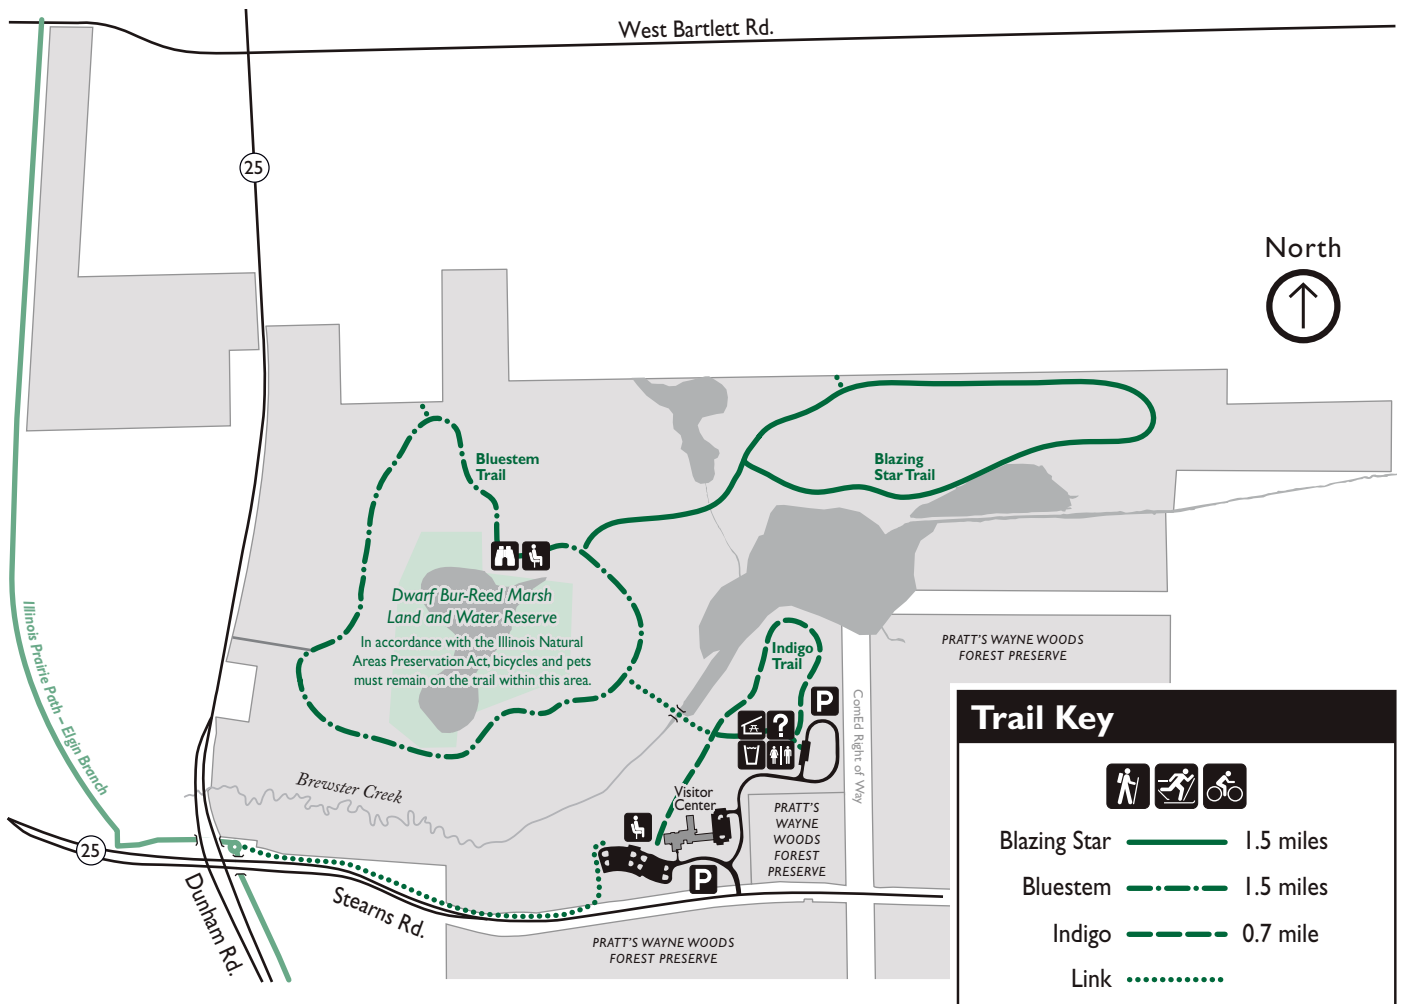 West Bartlett Rd.
25
North
Bluestem
Trail
Blazing
Star Trail
Dwarf Bur-Reed Marsh
Land and Water Reserve
In accordance with the Illinois Natural
Areas Preservation Act, bicycles and pets
must remain on the trail within this area.
Illinois Prairie Path – Elgin Branch
Indigo
Trail
PRATT'S WAYNE WOODS
FOREST PRESERVE
P
?
ComEd Right of Way
Brewster Creek
Visitor
Center
PRATT'S
WAYNE
WOODS
FOREST
PRESERVE
25
P
Dunham Rd.
Stearns Rd.
PRATT'S WAYNE WOODS
FOREST PRESERVE
Trail Key
Blazing Star 1.5 miles
Bluestem 1.5 miles
Indigo 0.7 mile
Link